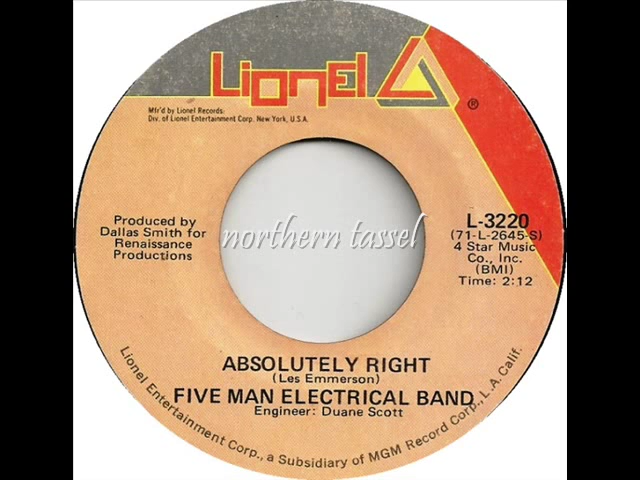 Lionel
®
Mfr'd by Lionel Records:
Div. of Lionel Entertainment Corp. New York, U.S.A.
Produced by
Dallas Smith for
Renaissance
Productions
northern tassel
L-3220
(71-L-2645-S)
4 Star Music
Co., Inc.
(BMI)
Time: 2:12
ABSOLUTELY RIGHT
(Les Emmerson)
FIVE MAN ELECTRICAL BAND
Engineer: Duane Scott
Lionel Entertainment Corp., a Subsidiary of MGM Record Corp., L.A. Calif.